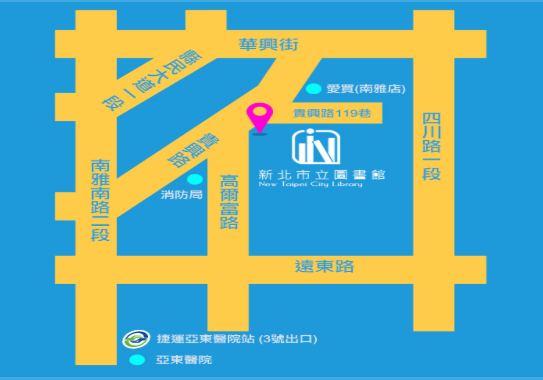 華興街
縣民大道一段
愛買(南雅店)
貴興路119巷
四川路一段
貴興路
新北市立圖書館
New Taipei City Library
南雅南路二段
高爾富路
消防局
遠東路
捷運亞東醫院站 (3號出口)
亞東醫院